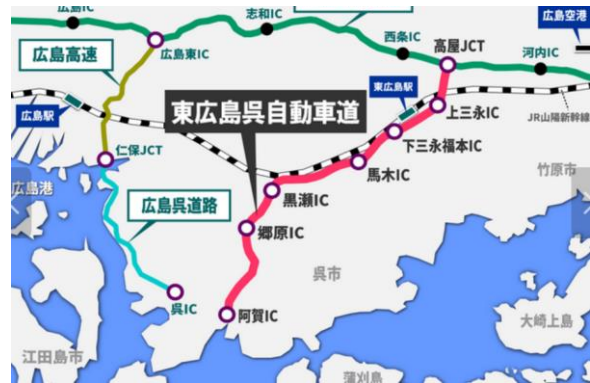 広島IC
志和IC
広島空港
広島東IC
西条IC
高屋JCT
河内IC
広島高速
東広島駅
広島駅
東広島呉自動車道
上三永IC
JR山陽新幹線
下三永福本IC
仁保JCT
馬木IC
竹原市
広島港
黒瀬IC
広島呉道路
郷原IC
呉市
呉IC
阿賀IC
大崎上島
江田島市
蒲刈島